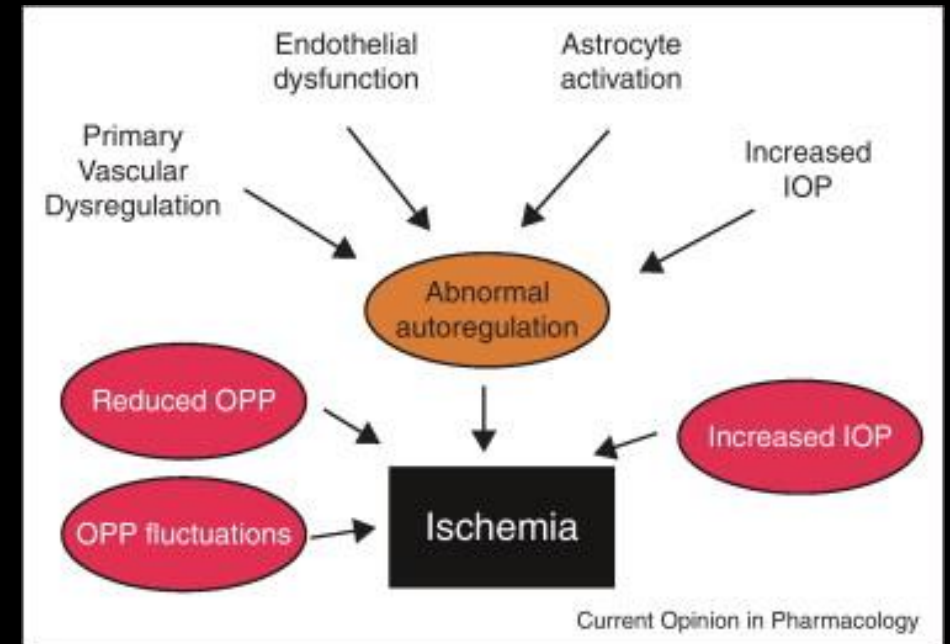 Endothelial
dysfunction
Astrocyte
activation
Primary
Vascular
Dysregulation
Increased
IOP
Abnormal
autoregulation
Reduced OPP
Increased IOP
OPP fluctuations
Ischemia
Current Opinion in Pharmacology